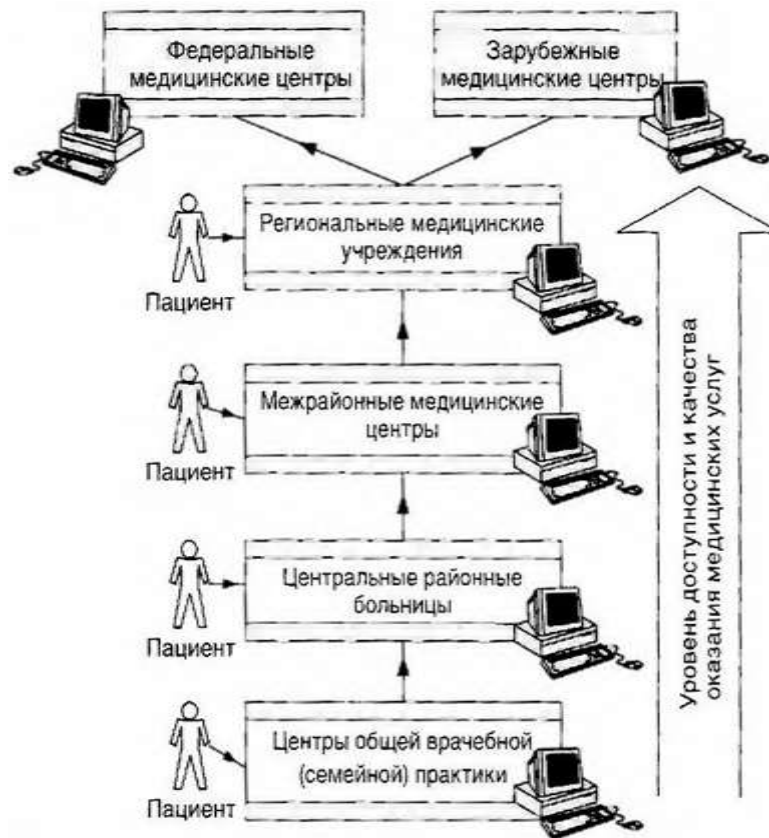 Федеральные
медицинские центры
Зарубежные
медицинские центры
Региональные медицинские
учреждения
Пациент
Межрайонные медицинские
центры
Пациент
Центральные районные
больницы
Пациент
Центры общей врачебной
(семейной) практики
Пациент
Уровень доступности и качества
оказания медицинских услуг